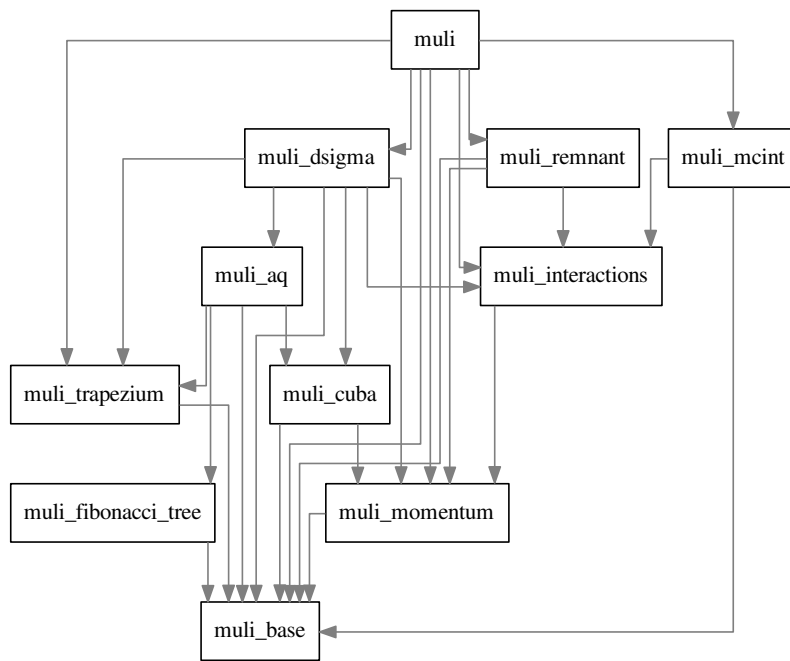 muli
muli_dsigma
muli_remnant
muli_mcint
muli_aq
muli_interactions
muli_trapezium
muli_cuba
muli_fibonacci_tree
muli_momentum
muli_base